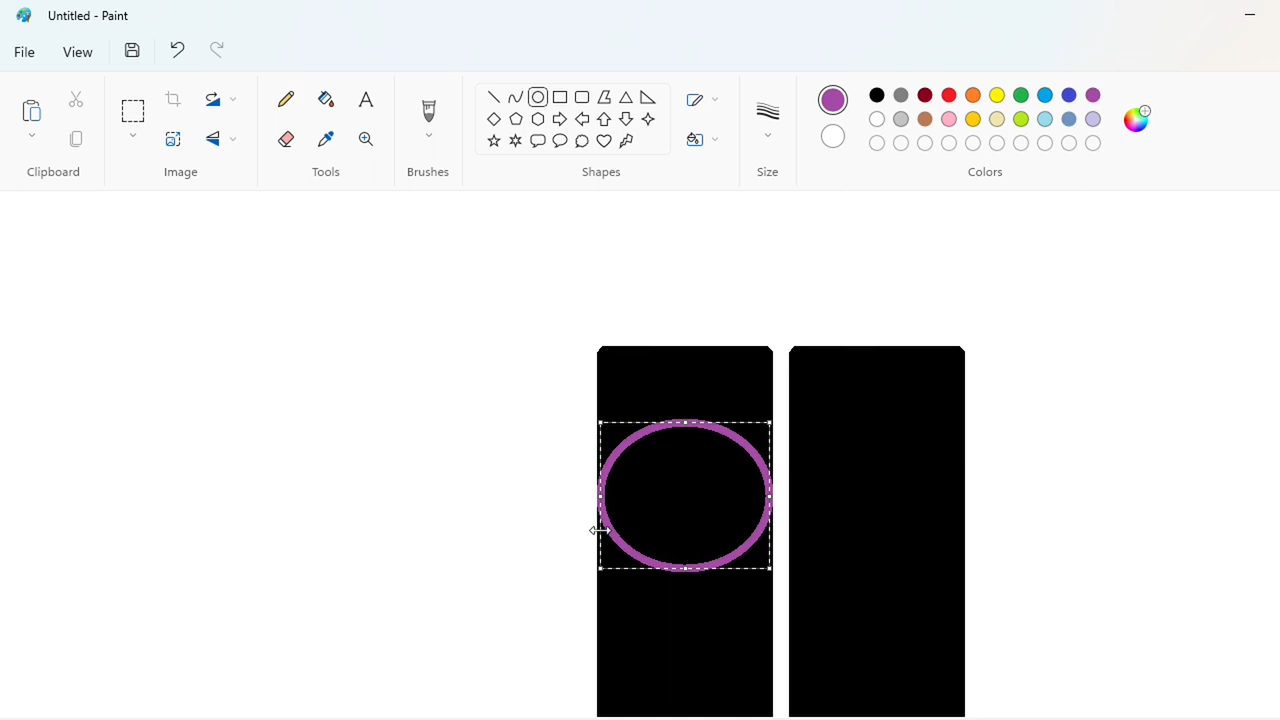 Untitled - Paint
File View
Clipboard
Image
Tools
Brushes
Shapes
Size
Colors